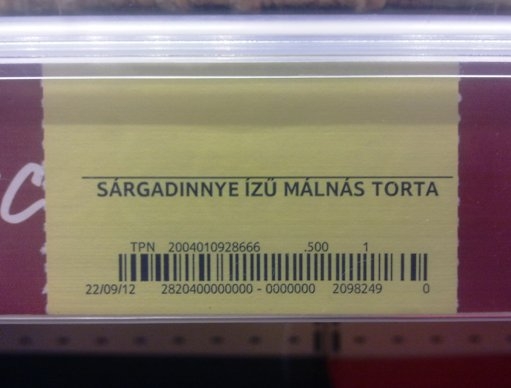 SÁRGADINNYE ÍZŰ MÁLNÁS TORTA
TPN 2004010928666 .500 1
22/09/12 2820400000000 - 0000000 2098249 0